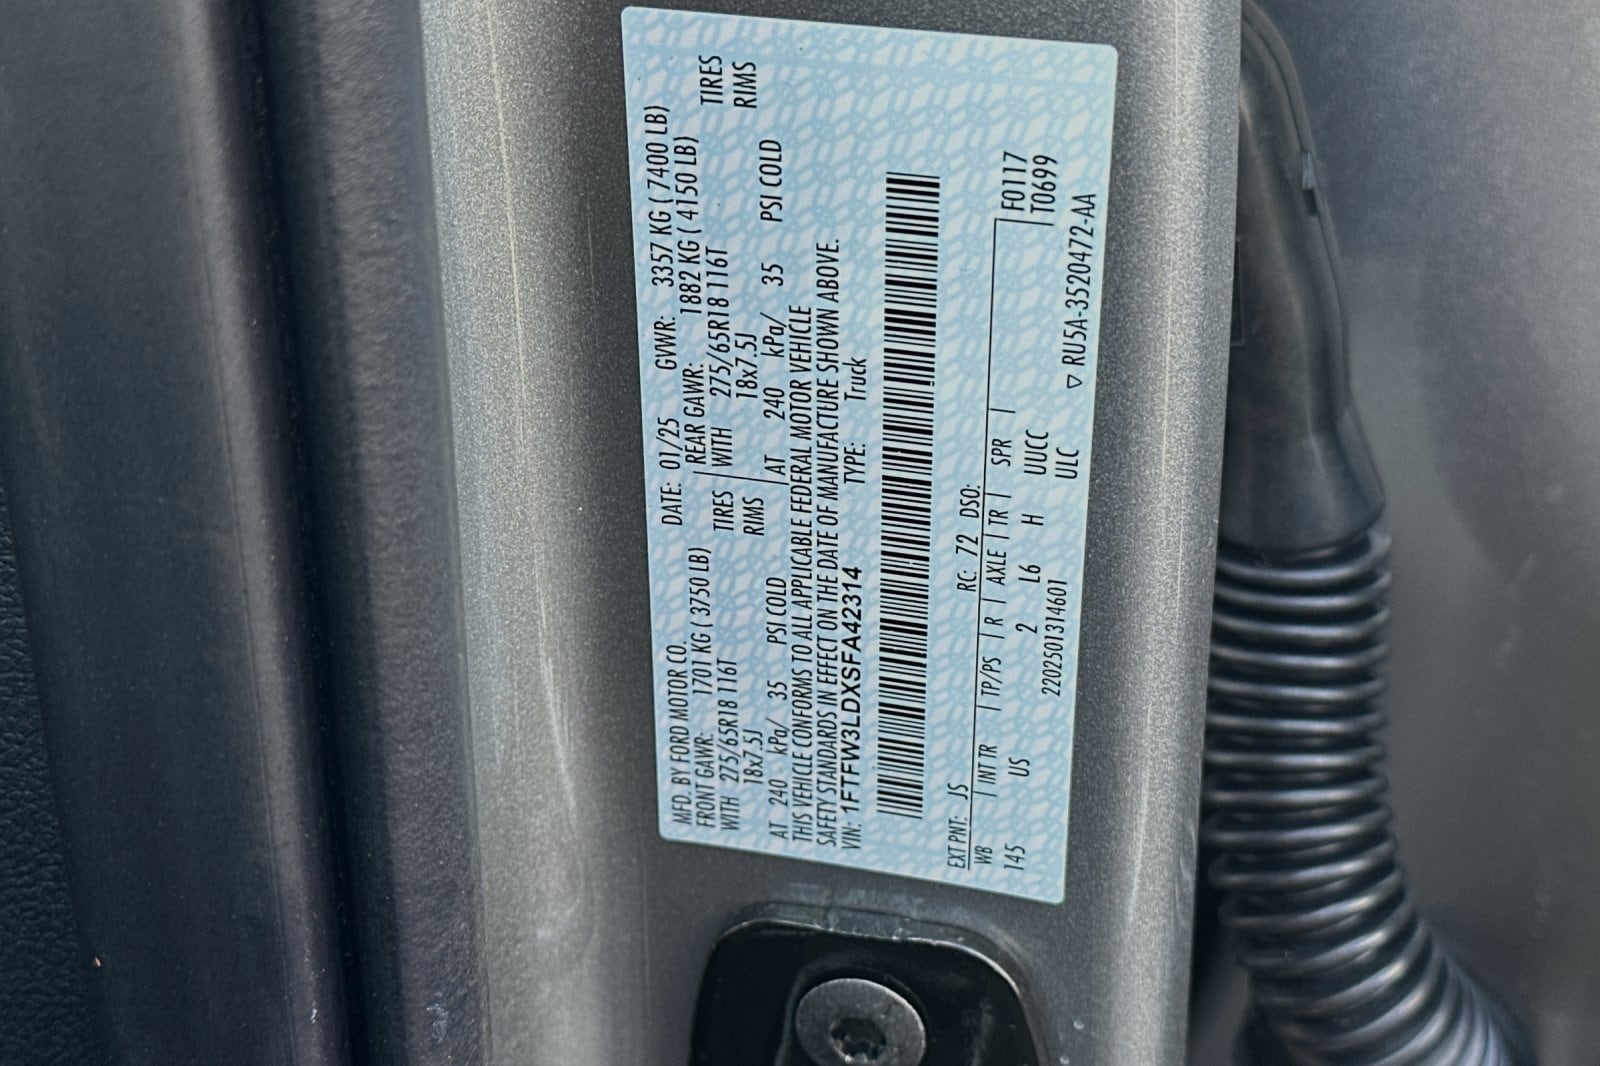 MFD. BY FORD MOTOR CO. DATE: 01/25 GVWR: 3357 KG ( 7400 LB)
FRONT GAWR: 1701 KG ( 3750 LB) REAR GAWR: 1882 KG ( 4150 LB)
WITH 275/65R18 116T TIRES WITH 275/65R18 116T TIRES
18x7.5J RIMS 18x7.5J RIMS
AT 240 kPa/ 35 PSI COLD AT 240 kPa/ 35 PSI COLD
THIS VEHICLE CONFORMS TO ALL APPLICABLE FEDERAL MOTOR VEHICLE
SAFETY STANDARDS IN EFFECT ON THE DATE OF MANUFACTURE SHOWN ABOVE.
VIN: 1FTFW3LDXSFA42314 TYPE: Truck
EXT PNT: JS RC: 72 DSO:
WB INT TR TP/PS R AXLE TR SPR F0117
145 US 2 L6 H UUCC T0699
2202501314601 ULC
▽ RU5A-3520472-AA